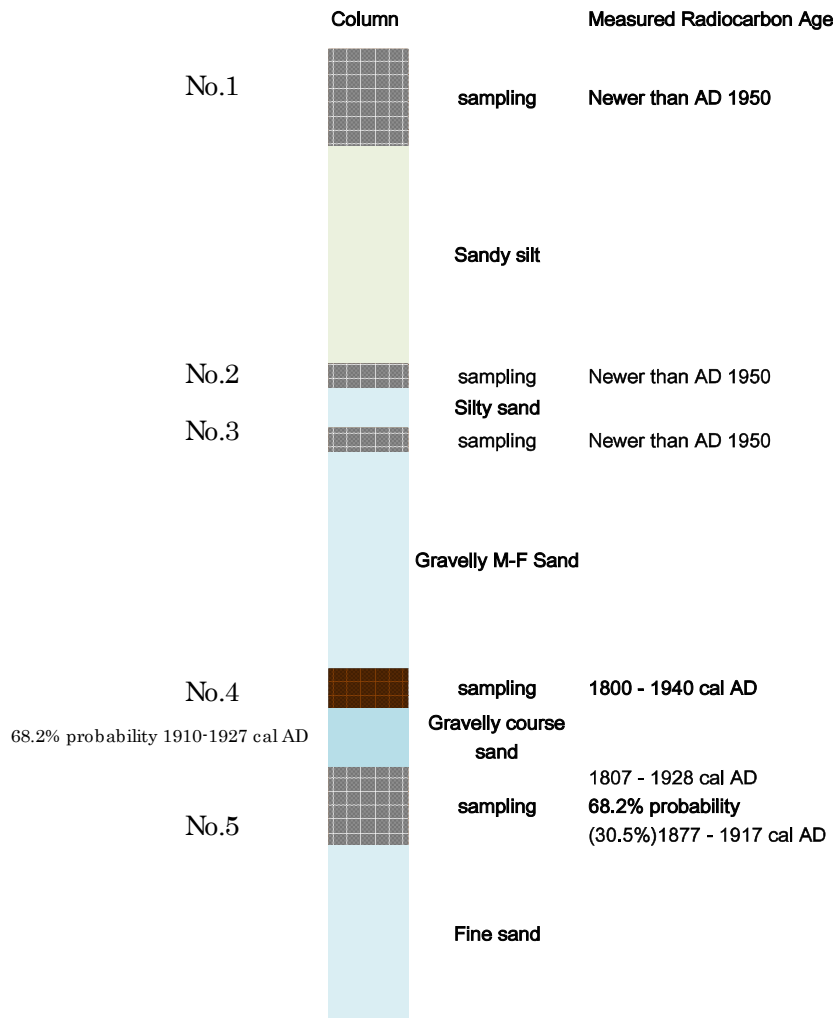 Column Measured Radiocarbon Age
No.1 sampling Newer than AD 1950
Sandy silt
No.2 sampling Newer than AD 1950
Silty sand
No.3 sampling Newer than AD 1950
Gravelly M-F Sand
No.4 sampling 1800 - 1940 cal AD
68.2% probability 1910-1927 cal AD
Gravelly course
sand
No.5 sampling
1807 - 1928 cal AD
68.2% probability
(30.5%)1877 - 1917 cal AD
Fine sand